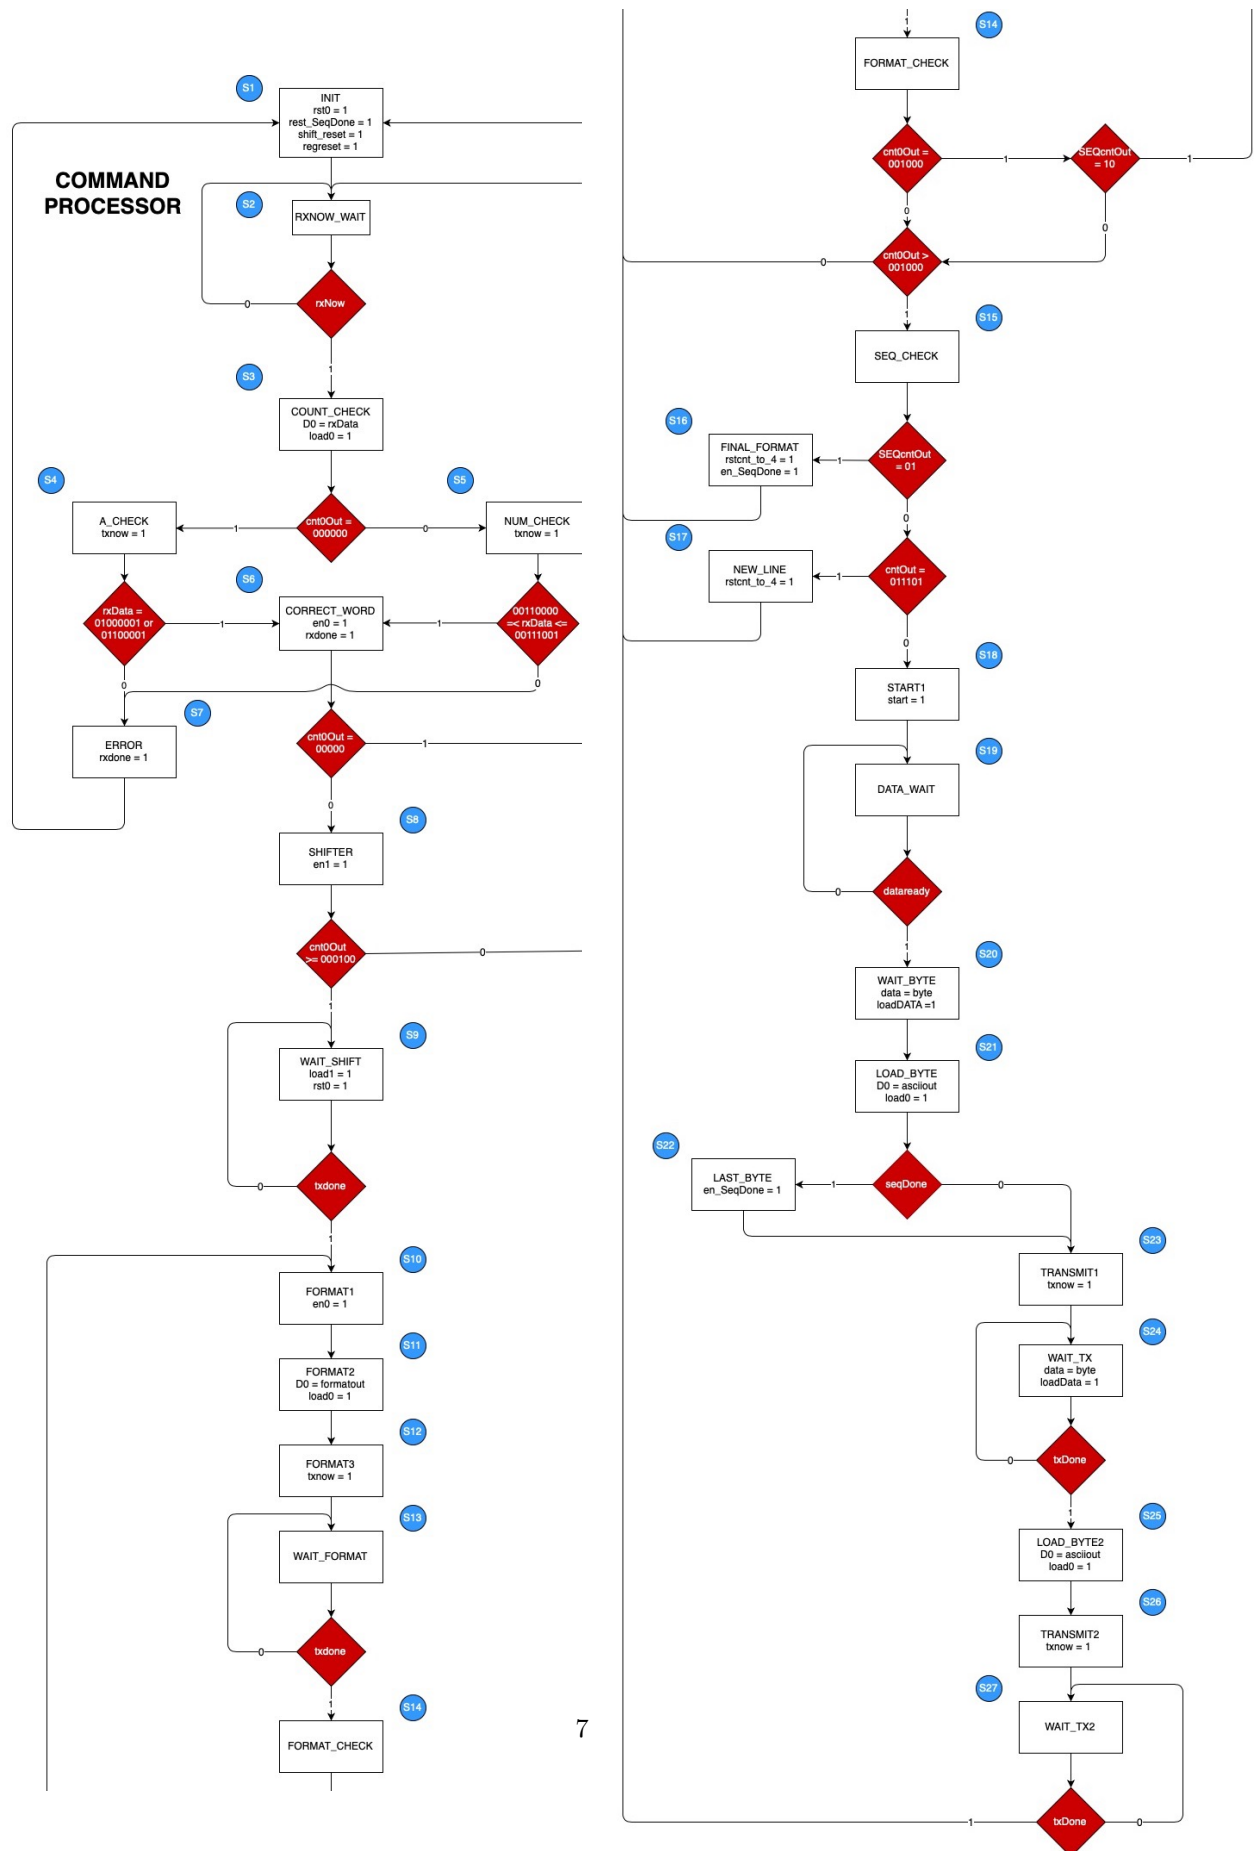 S1
INIT
rst0 = 1
rest_SeqDone = 1
shift_reset = 1
regreset = 1
COMMAND
PROCESSOR
S2
RXNOW_WAIT
rxNow
0
1
S3
COUNT_CHECK
D0 = rxData
load0 = 1
cnt0Out =
000000
1
0
S4
A_CHECK
txnow = 1
S5
NUM_CHECK
txnow = 1
rxData =
01000001 or
01100001
1
0
S6
CORRECT_WORD
en0 = 1
rxdone = 1
00110000
=< rxData <=
00111001
1
0
S7
ERROR
rxdone = 1
cnt0Out =
00000
1
0
S8
SHIFTER
en1 = 1
cnt0Out
>= 000100
0
1
S9
WAIT_SHIFT
load1 = 1
rst0 = 1
txdone
0
1
S10
FORMAT1
en0 = 1
S11
FORMAT2
D0 = formatout
load0 = 1
S12
FORMAT3
txnow = 1
S13
WAIT_FORMAT
txdone
0
1
S14
FORMAT_CHECK
7
1
S14
FORMAT_CHECK
cnt0Out =
001000
1
0
SEQcntOut
= 10
1
0
cnt0Out >
001000
0
1
S15
SEQ_CHECK
SEQcntOut
= 01
1
0
S16
FINAL_FORMAT
rstcnt_to_4 = 1
en_SeqDone = 1
S17
NEW_LINE
rstcnt_to_4 = 1
cntOut =
011101
1
0
S18
START1
start = 1
S19
DATA_WAIT
dataready
0
1
S20
WAIT_BYTE
data = byte
loadDATA =1
S21
LOAD_BYTE
D0 = asciiout
load0 = 1
seqDone
1
0
S22
LAST_BYTE
en_SeqDone = 1
S23
TRANSMIT1
txnow = 1
S24
WAIT_TX
data = byte
loadData = 1
txDone
0
1
S25
LOAD_BYTE2
D0 = asciiout
load0 = 1
S26
TRANSMIT2
txnow = 1
S27
WAIT_TX2
txDone
1
0